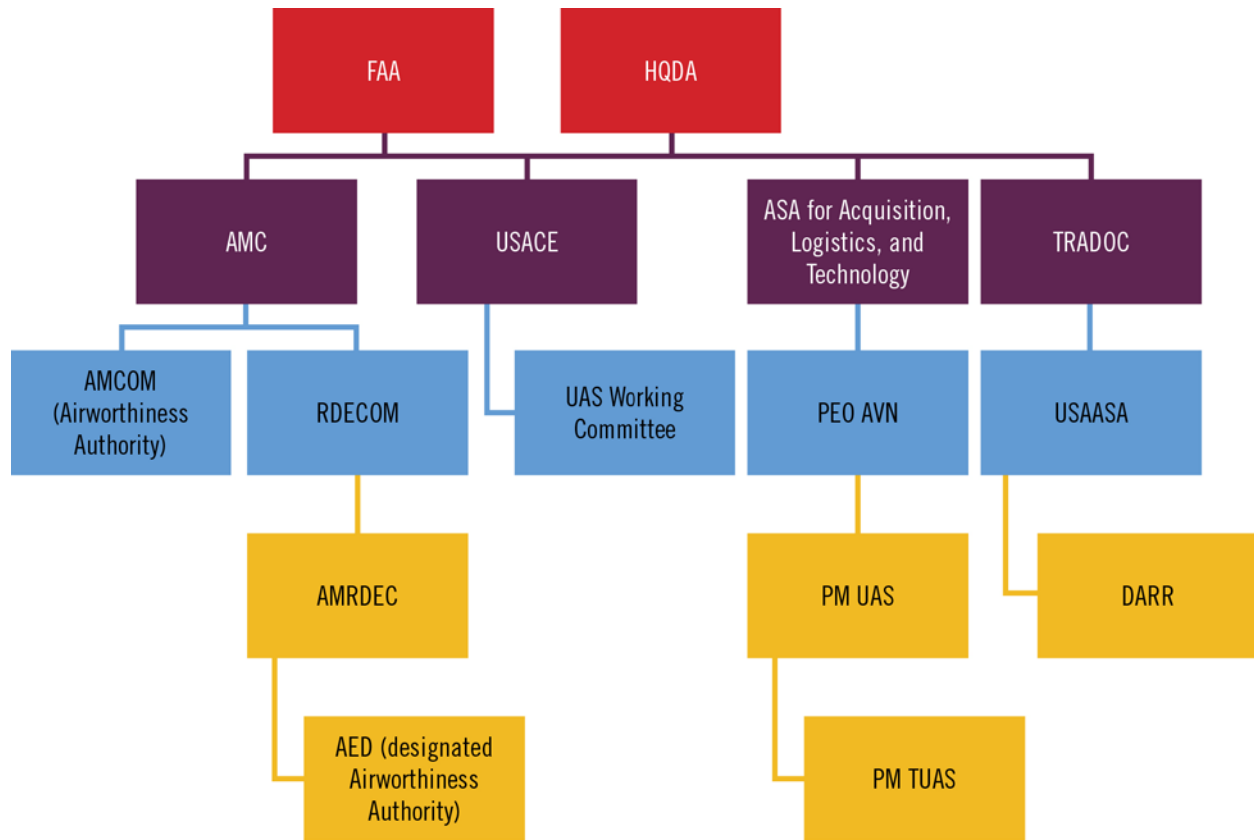 FAA
HQDA
AMC
USACE
ASA for Acquisition,
Logistics, and
Technology
TRADOC
AMCOM
(Airworthiness
Authority)
RDECOM
UAS Working
Committee
PEO AVN
USAASA
AMRDEC
PM UAS
DARR
AED (designated
Airworthiness
Authority)
PM TUAS